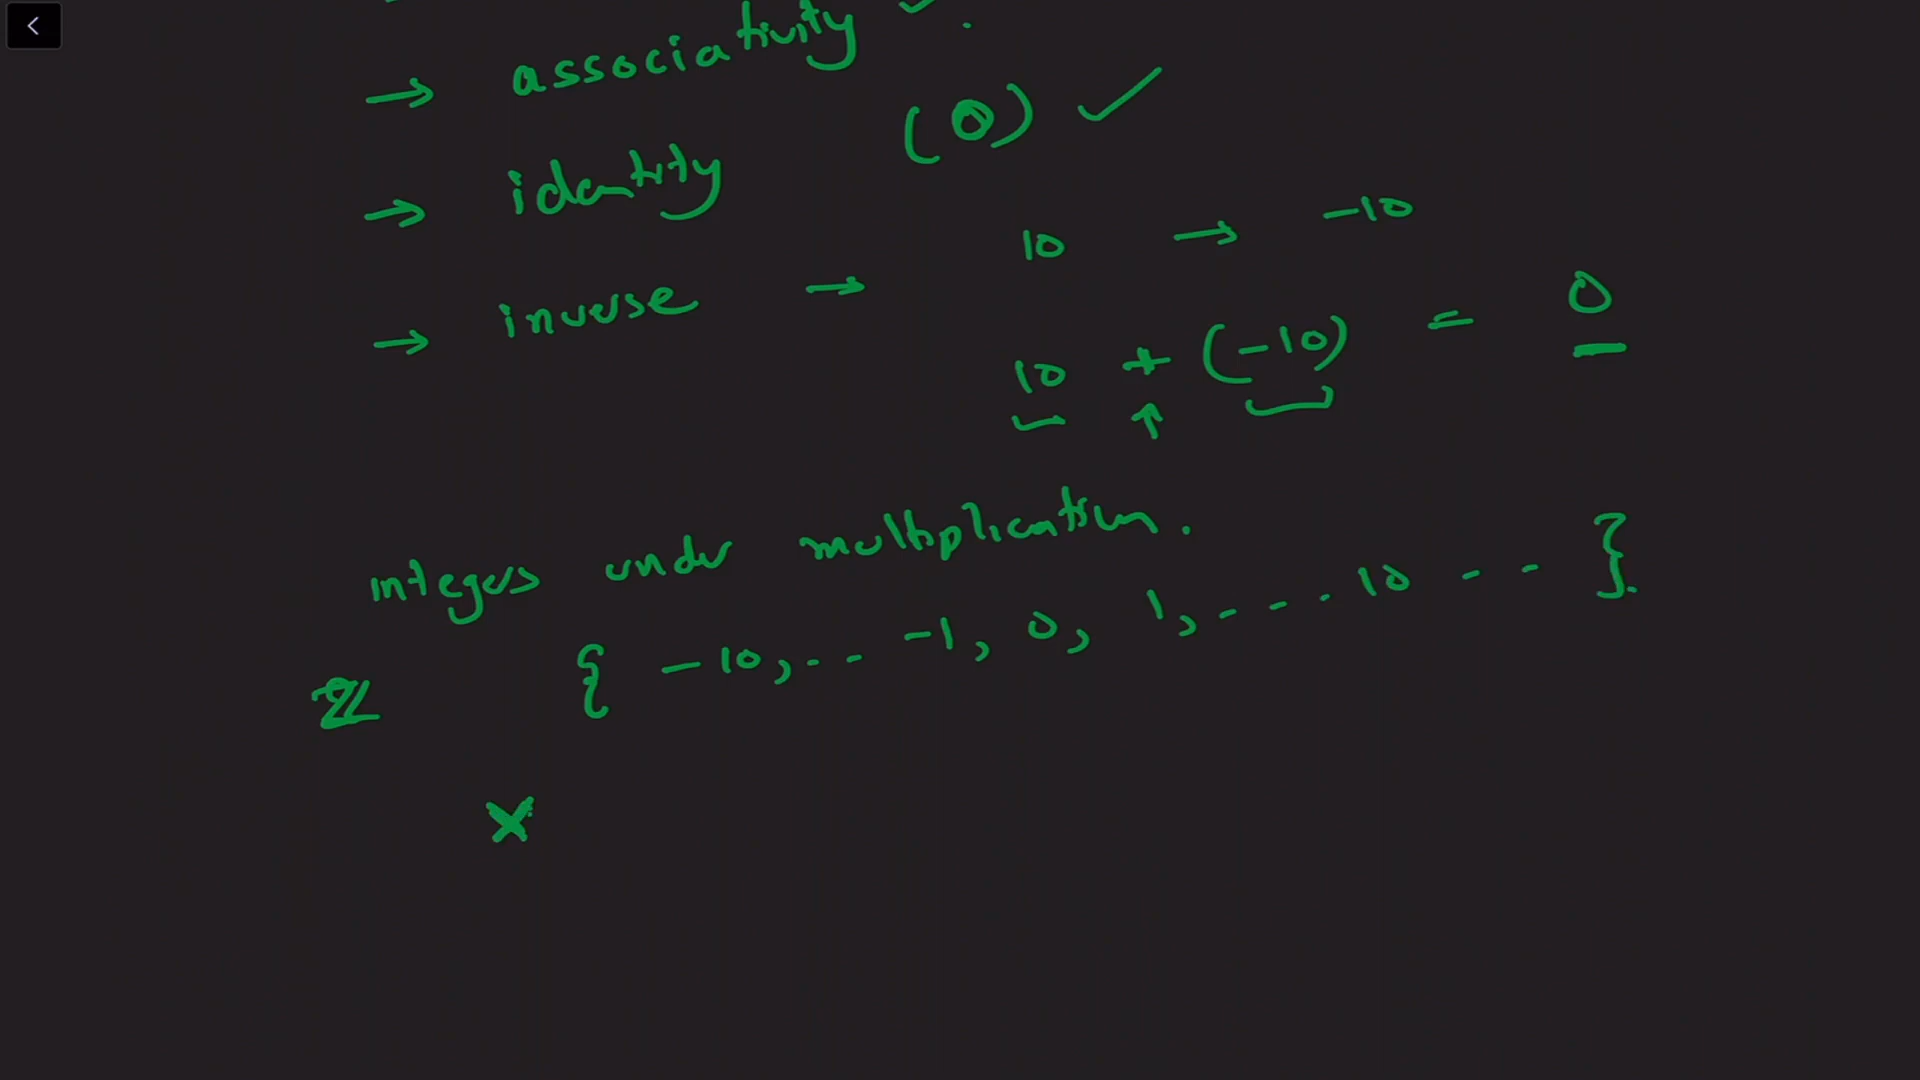 → associativity
→ identity (0) ✓
→ inverse → 10 → -10
10 + (-10) = 0
integers under multiplication.
ℤ { -10, .. -1, 0, 1, - - . 10 - - }.
×